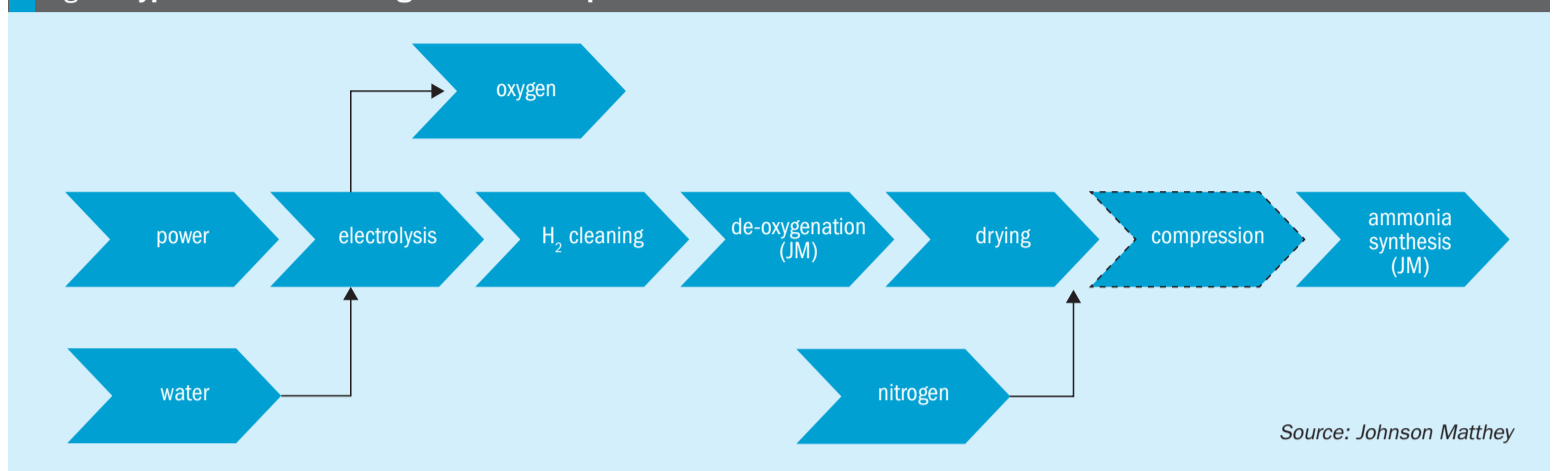 oxygen
power
electrolysis
H₂ cleaning
de-oxygenation
(JM)
drying
compression
ammonia
synthesis
(JM)
water
nitrogen
Source: Johnson Matthey